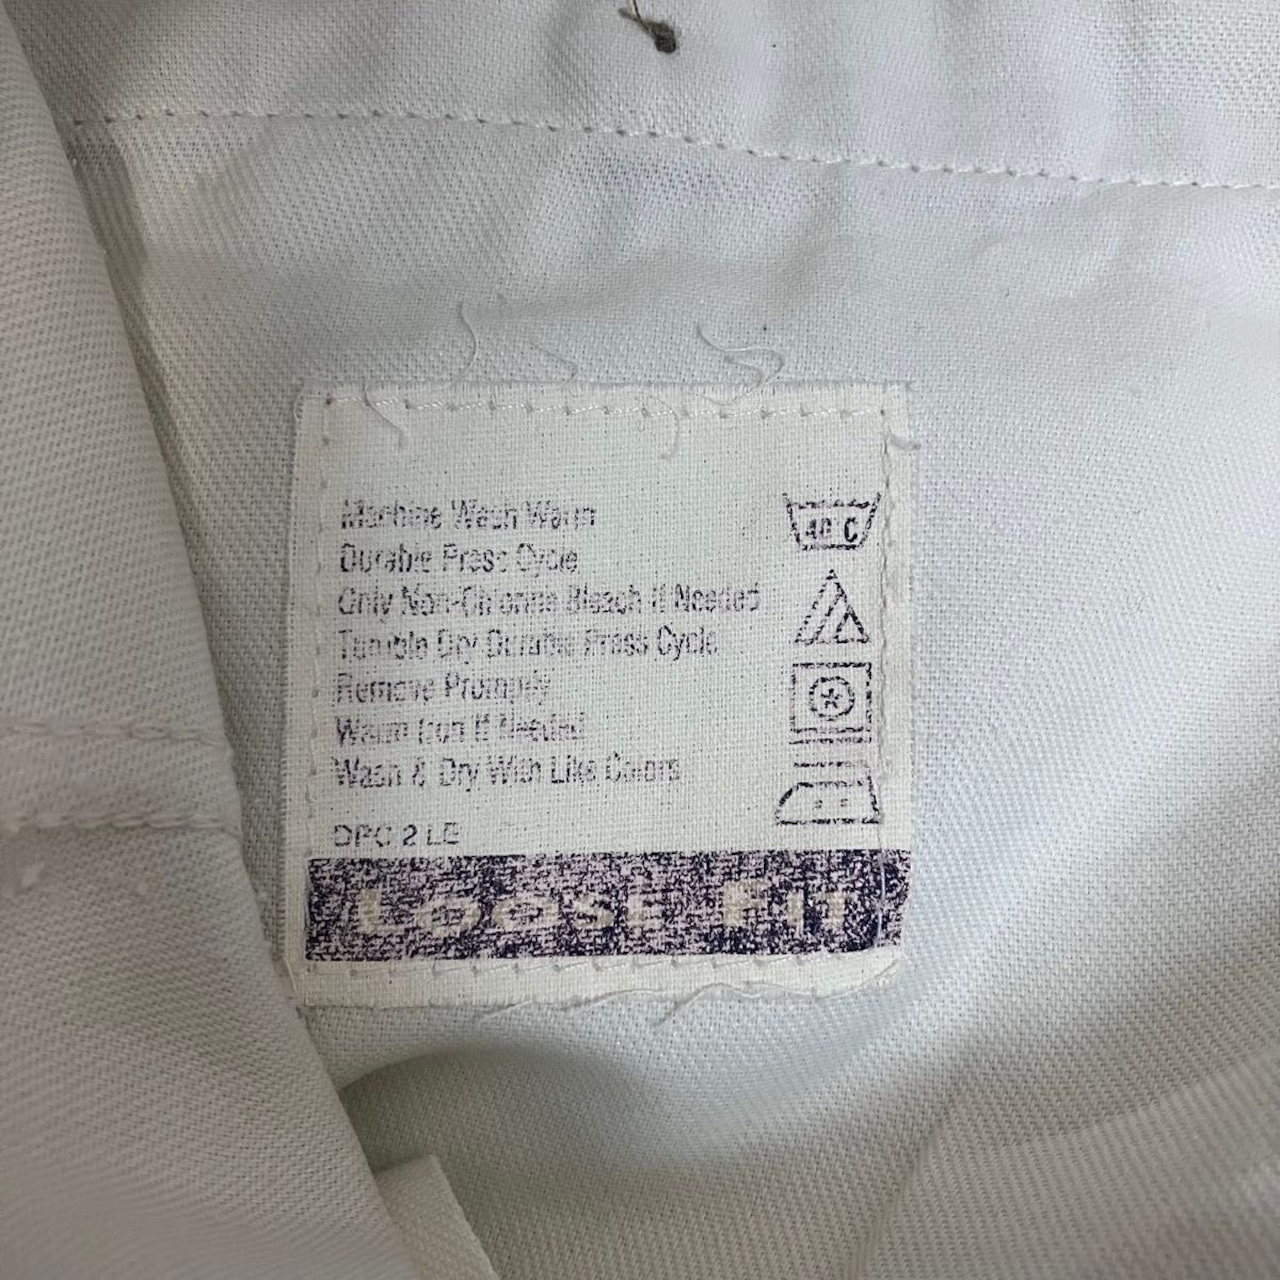 Machine Wash Warm
Durable Press Cycle
Only Non-Chlorine Bleach If Needed
Tumble Dry Durable Press Cycle
Remove Promptly
Warm Iron If Needed
Wash & Dry With Like Colors
DPC 2 LE
LOOSE FIT
40°C